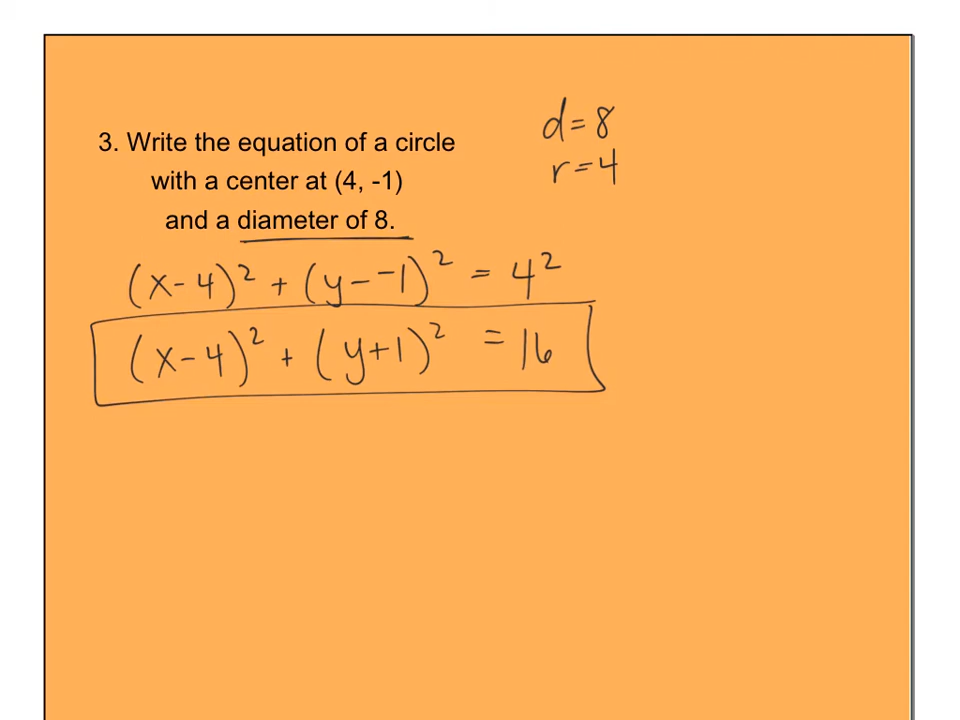 3. Write the equation of a circle
with a center at (4, -1)
and a diameter of 8.
d = 8
r = 4
(x - 4)² + (y - -1)² = 4²
(x - 4)² + (y + 1)² = 16